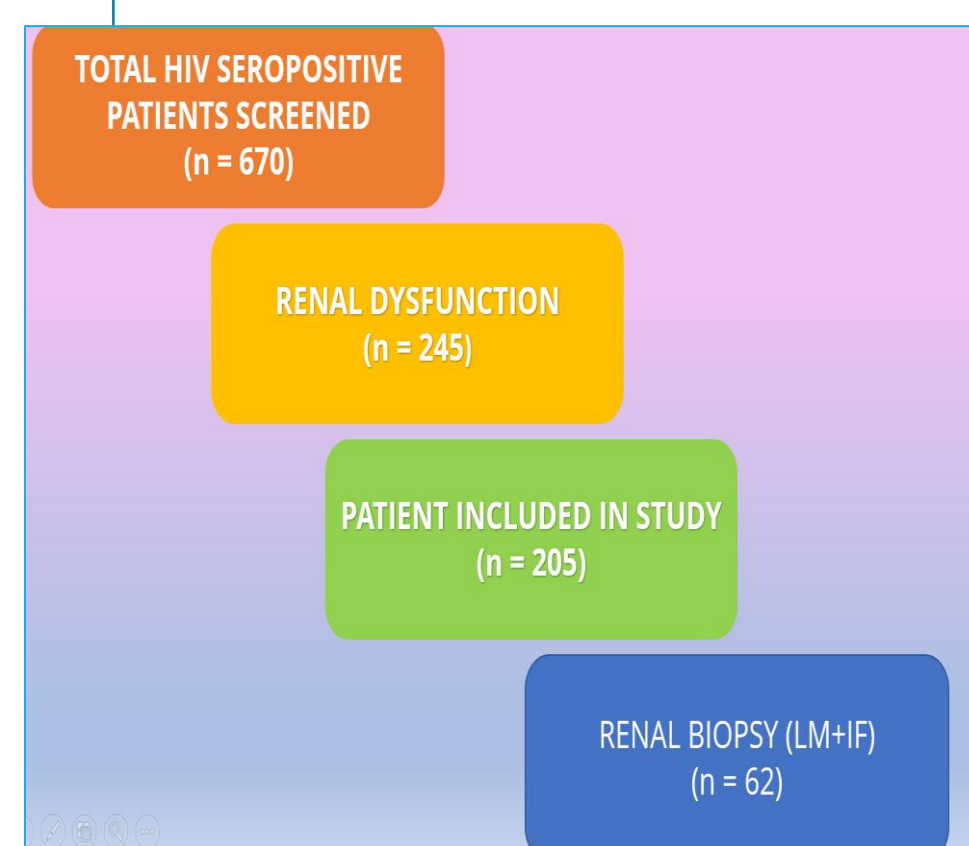 TOTAL HIV SEROPOSITIVE
PATIENTS SCREENED
(n = 670)
RENAL DYSFUNCTION
(n = 245)
PATIENT INCLUDED IN STUDY
(n = 205)
RENAL BIOPSY (LM+IF)
(n = 62)